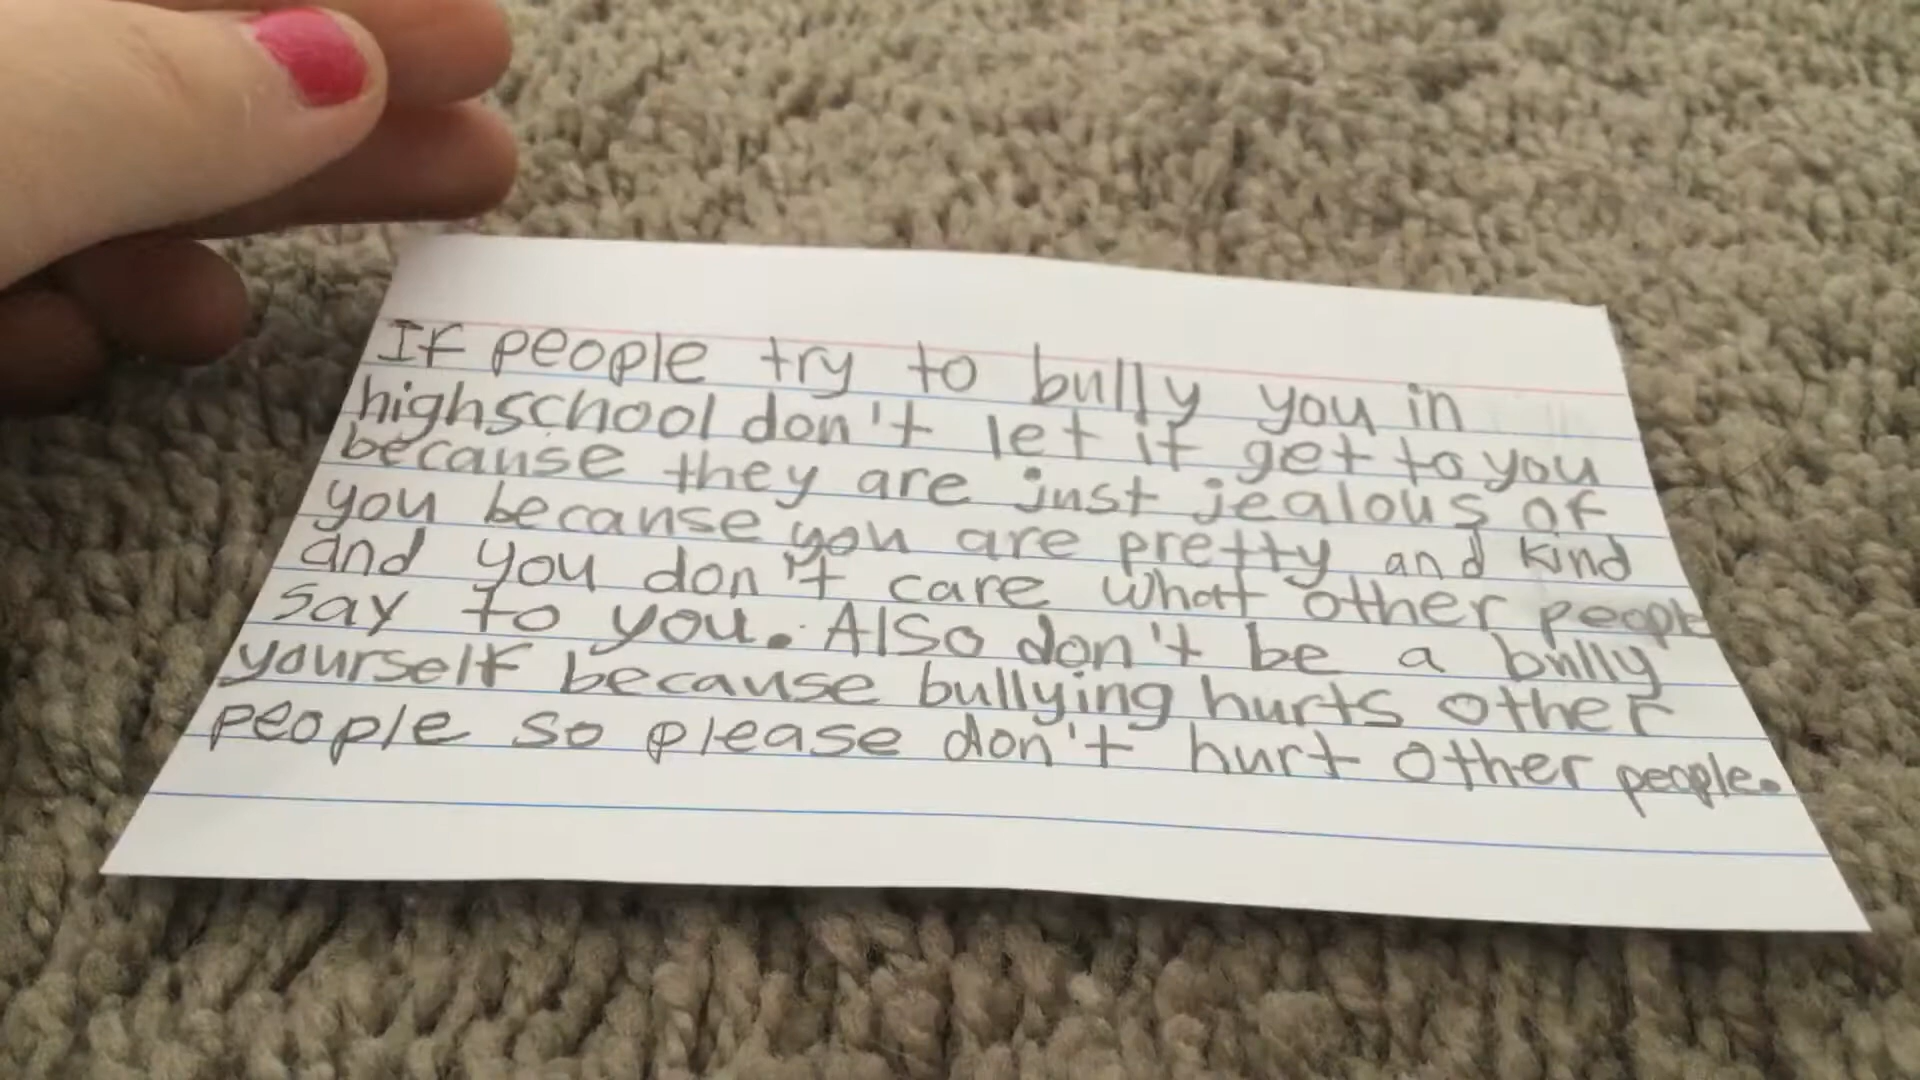 If people try to bully you in
highschool don't let it get to you
because they are just jealous of
you because you are pretty and kind
and you don't care what other people
say to you. Also don't be a bully
yourself because bullying hurts other
people so please don't hurt other people.